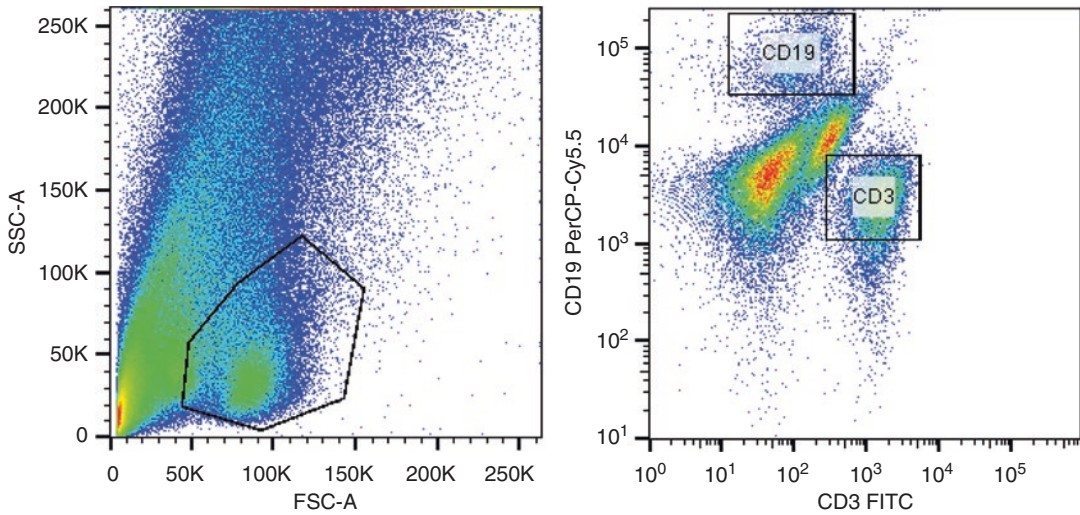 250K
200K
150K
100K
50K
0
SSC-A
0 50K 100K 150K 200K 250K
FSC-A
10⁵
10⁴
10³
10²
10¹
CD19 PerCP-Cy5.5
CD19
CD3
10⁰ 10¹ 10² 10³ 10⁴ 10⁵
CD3 FITC